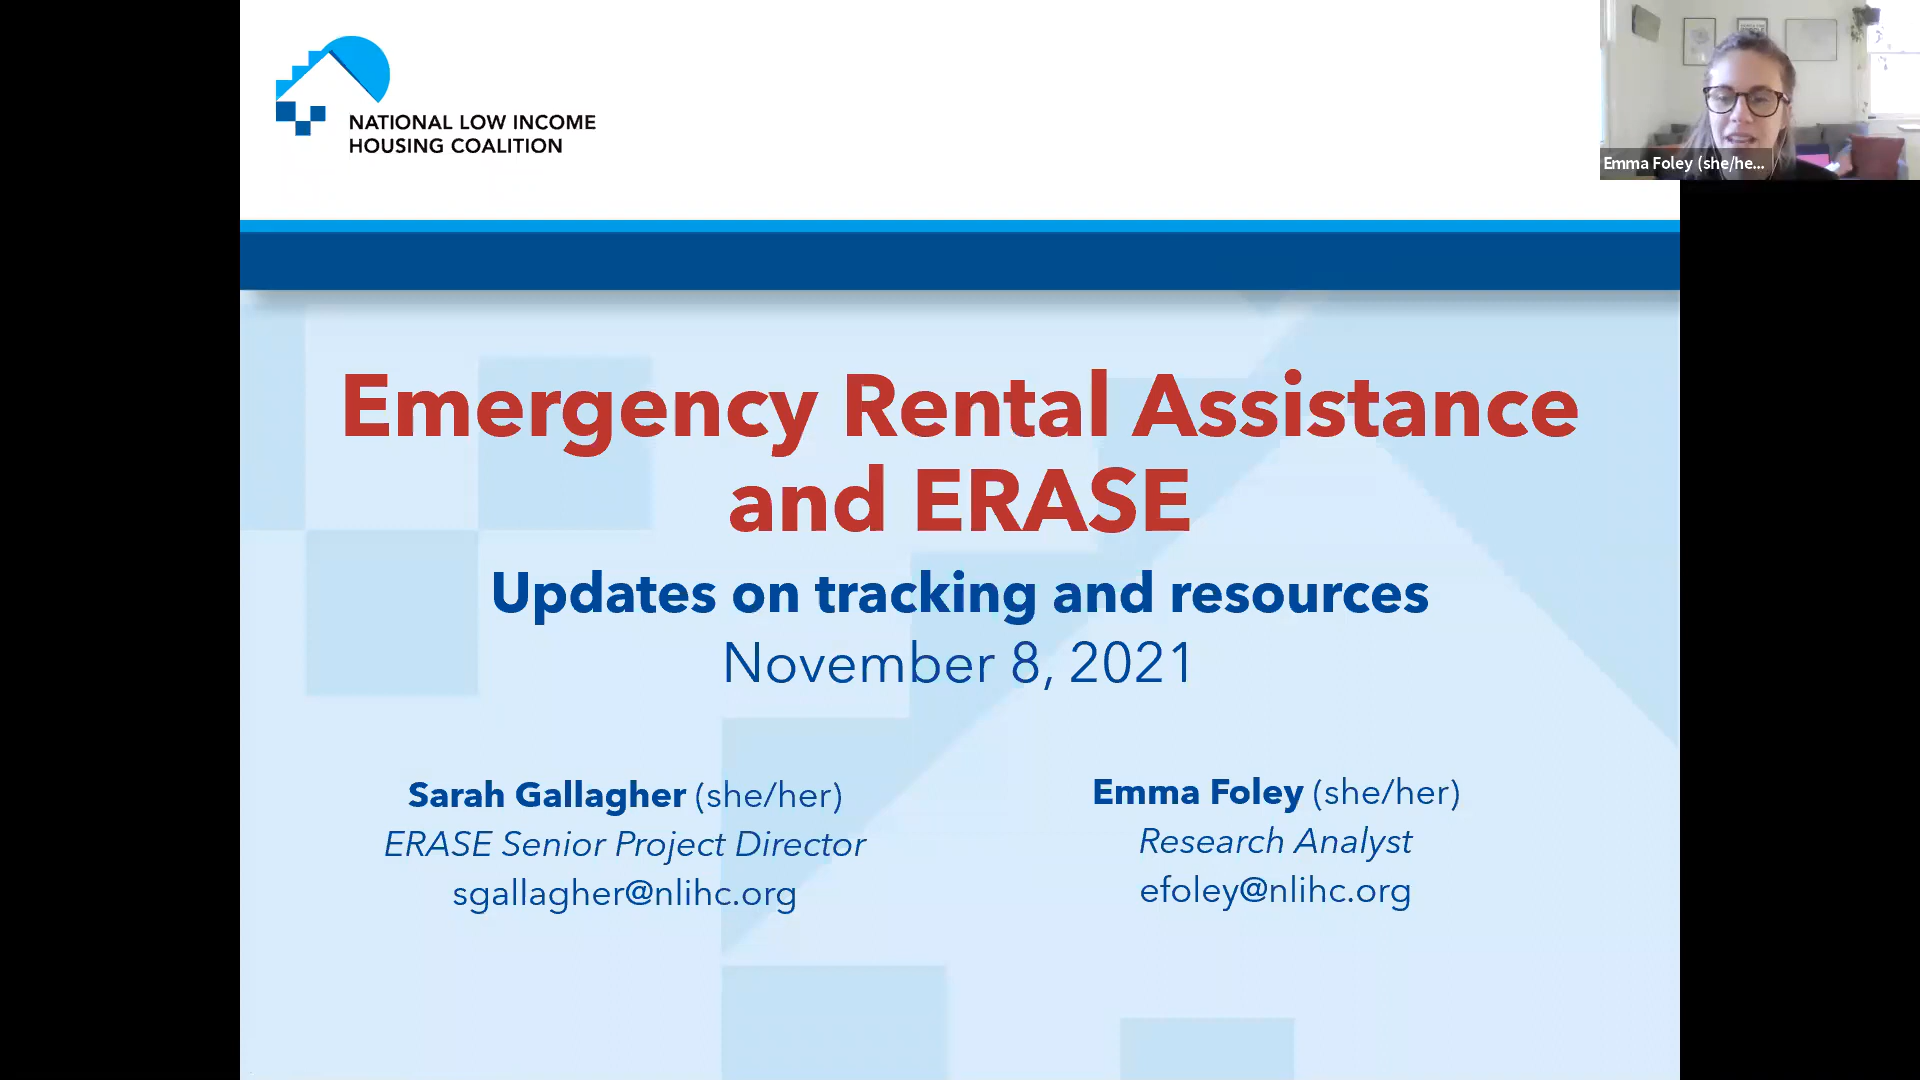 NATIONAL LOW INCOME
HOUSING COALITION
Emma Foley (she/he...
Emergency Rental Assistance
and ERASE
Updates on tracking and resources
November 8, 2021
Sarah Gallagher (she/her)
ERASE Senior Project Director
sgallagher@nlihc.org
Emma Foley (she/her)
Research Analyst
efoley@nlihc.org